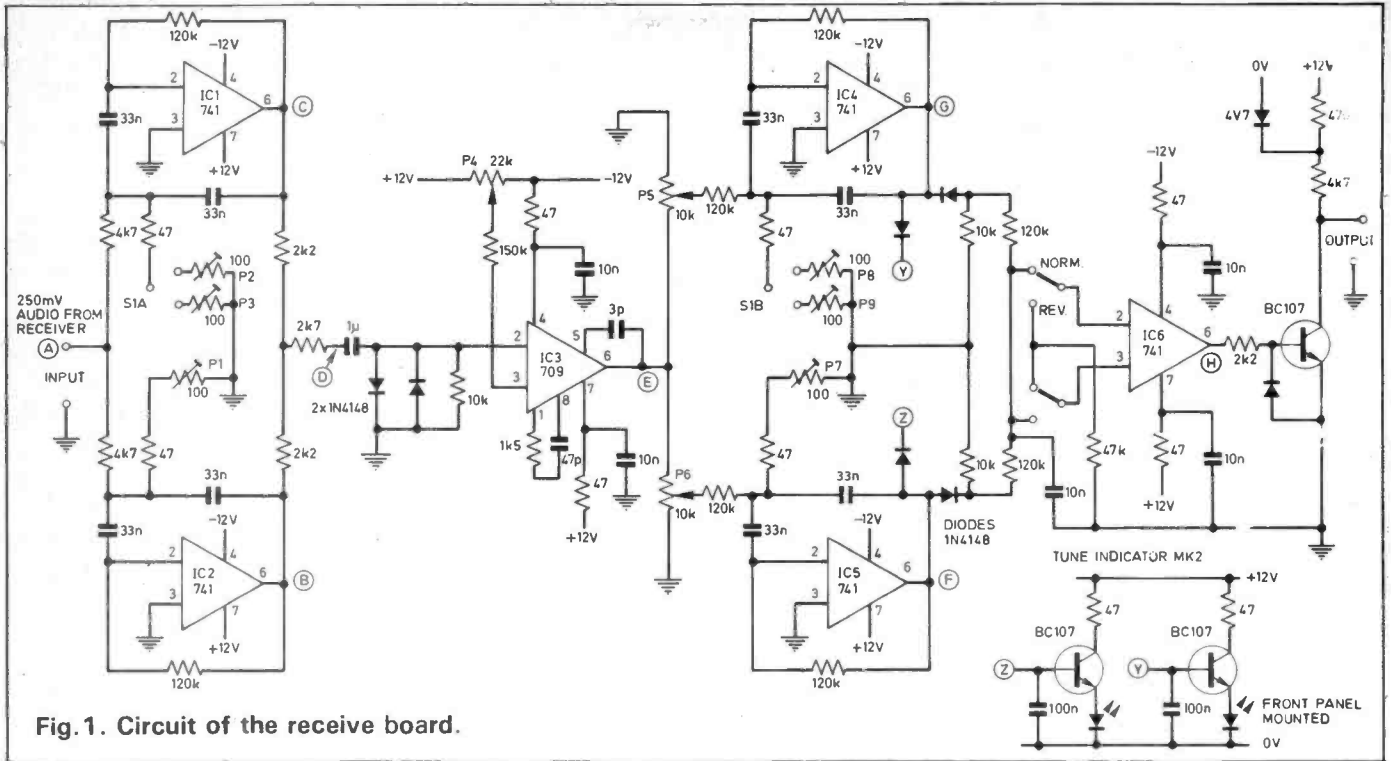 120k
-12V
2
4
IC1
741
6
C
3
7
+12V
33n
33n
4k7
47
2k2
P2
100
S1A
P3
100
250mV
AUDIO FROM
RECEIVER
A
INPUT
P1
100
4k7
47
2k2
33n
33n
-12V
2
4
IC2
741
6
B
3
7
+12V
120k
2k7
1μ
D
2x1N4148
10k
P4 22k
+12V
-12V
47
150k
10n
3p
4
5
2
IC3
709
6
E
3
7
1
8
1k5
47p
10n
47
+12V
P5
10k
120k
P6
10k
120k
120k
-12V
2
4
IC4
741
6
G
3
7
+12V
33n
33n
47
Y
10k
120k
100
P8
S1B
P9
100
P7
100
Z
47
10k
120k
33n
33n
-12V
2
4
IC5
741
6
F
3
7
+12V
120k
DIODES
1N4148
NORM.
REV.
10n
47k
-12V
47
10n
4
2
IC6
741
6
H
3
7
47
10n
+12V
2k2
BC107
0V
+12V
4V7
4k7
OUTPUT
TUNE INDICATOR MK2
+12V
47
47
BC107
BC107
Z
Y
100n
100n
FRONT PANEL
MOUNTED
0V
Fig.1. Circuit of the receive board.